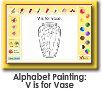 V is for Vase.
Alphabet Painting:
V is for Vase